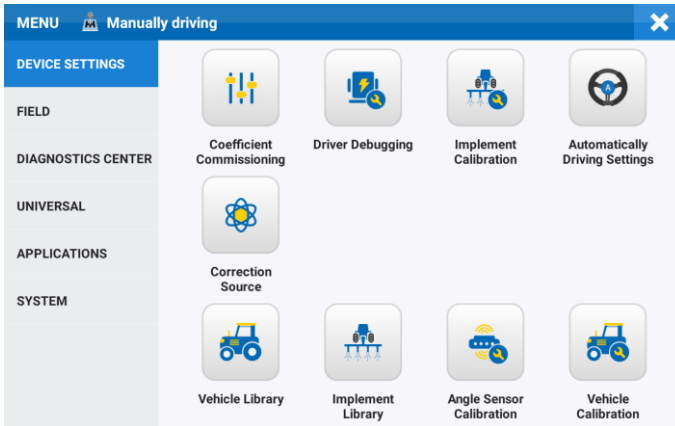 MENU Manually driving
DEVICE SETTINGS
FIELD
DIAGNOSTICS CENTER
UNIVERSAL
APPLICATIONS
SYSTEM
Coefficient
Commissioning
Driver Debugging
Implement
Calibration
A
Automatically
Driving Settings
Correction
Source
Vehicle Library
Implement
Library
Angle Sensor
Calibration
Vehicle
Calibration